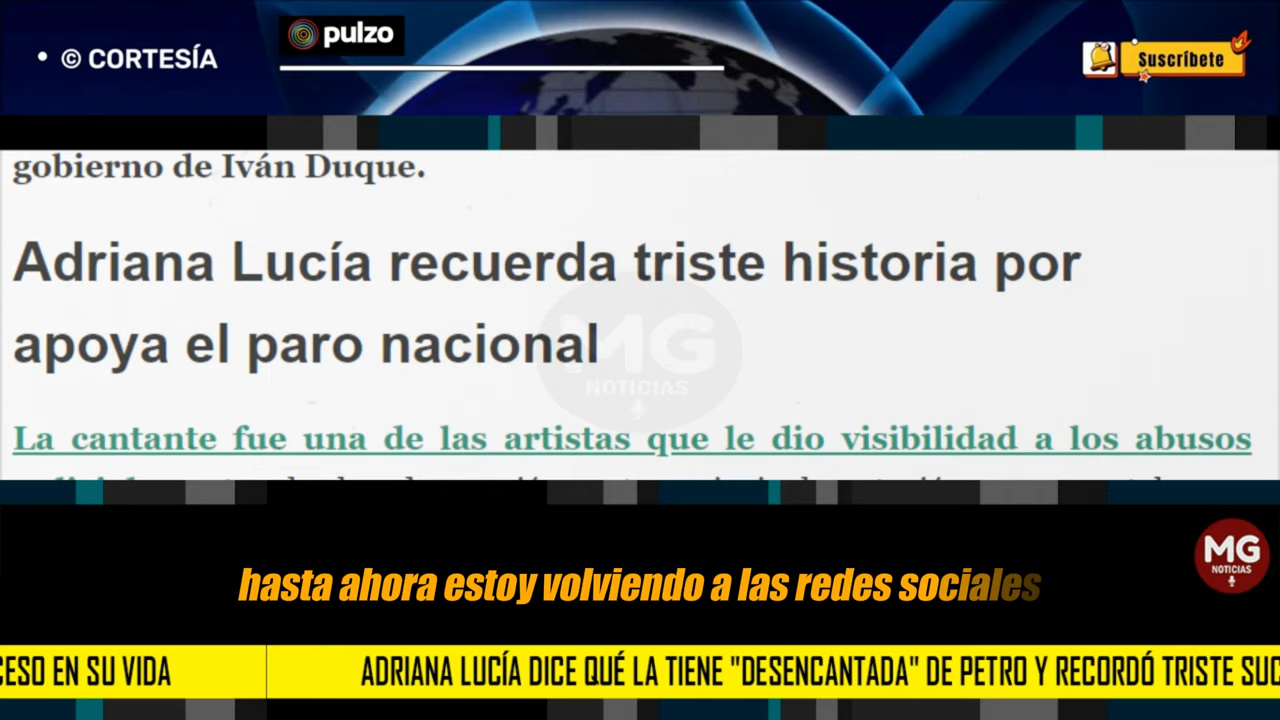 • © CORTESÍA
pulzo
Suscríbete
gobierno de Iván Duque.
Adriana Lucía recuerda triste historia por
apoya el paro nacional
MG
NOTICIAS
La cantante fue una de las artistas que le dio visibilidad a los abusos
MG
NOTICIAS
hasta ahora estoy volviendo a las redes sociales
CESO EN SU VIDA
ADRIANA LUCÍA DICE QUÉ LA TIENE "DESENCANTADA" DE PETRO Y RECORDÓ TRISTE SUC